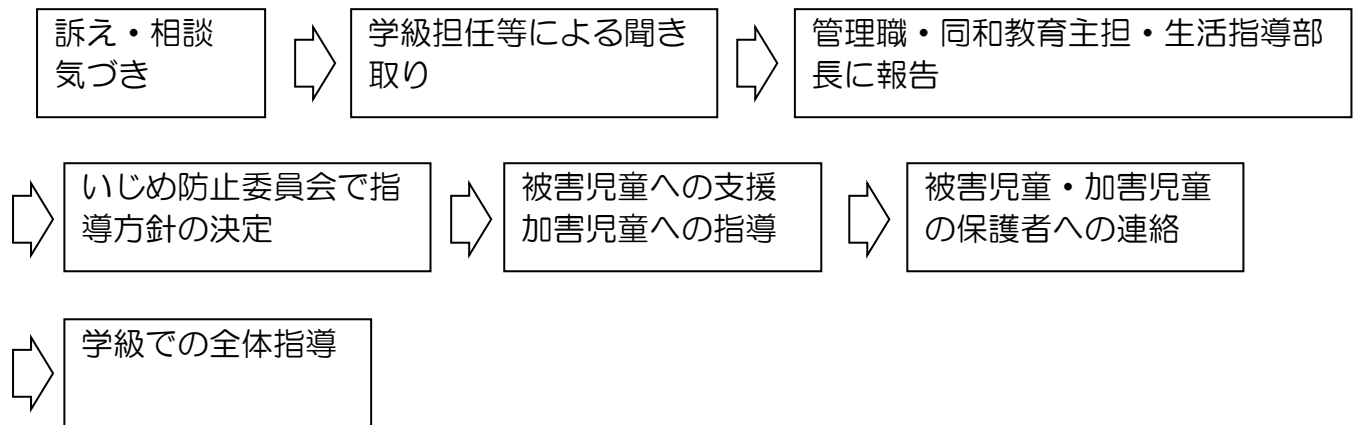 訴え・相談
気づき
学級担任等による聞き
取り
管理職・同和教育主担・生活指導部
長に報告
いじめ防止委員会で指
導方針の決定
被害児童への支援
加害児童への指導
被害児童・加害児童
の保護者への連絡
学級での全体指導